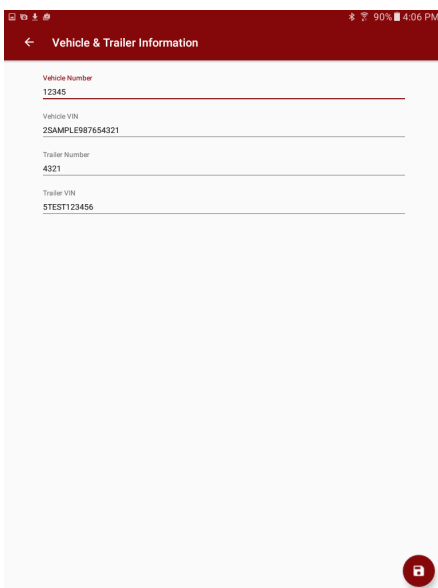 90% 4:06 PM
Vehicle & Trailer Information
Vehicle Number
12345
Vehicle VIN
2SAMPLE987654321
Trailer Number
4321
Trailer VIN
5TEST123456